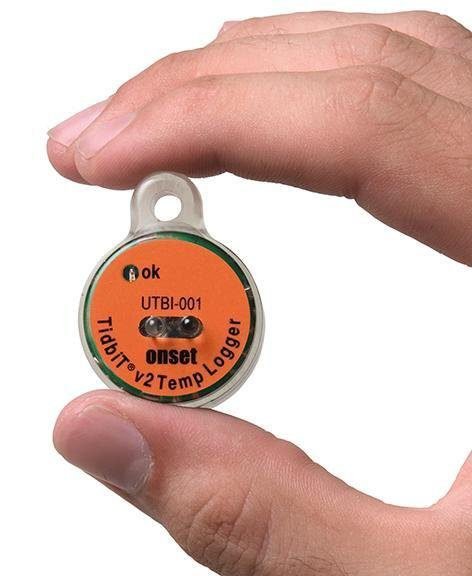 ok
UTBI-001
onset
TidbiT® v2 Temp Logger